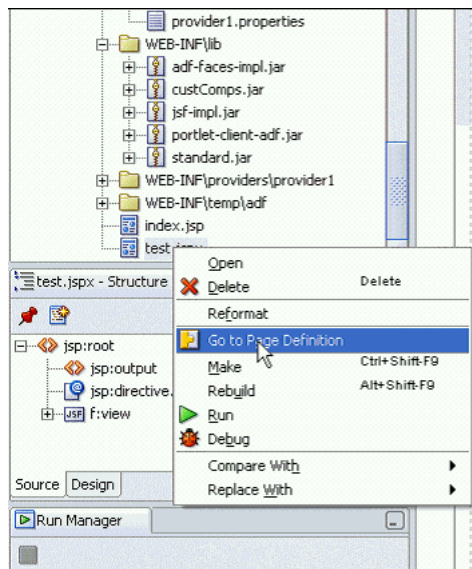 provider1.properties
WEB-INF\lib
adf-faces-impl.jar
custComps.jar
jsf-impl.jar
portlet-client-adf.jar
standard.jar
WEB-INF\providers\provider1
WEB-INF\temp\adf
index.jsp
test.jspx
Open
Delete Delete
Reformat
Go to Page Definition
Make Ctrl+Shift-F9
Rebuild Alt+Shift-F9
Run
Debug
Compare With
Replace With
test.jspx - Structure
jsp:root
jsp:output
jsp:directive.
JSF f:view
Source Design
Run Manager